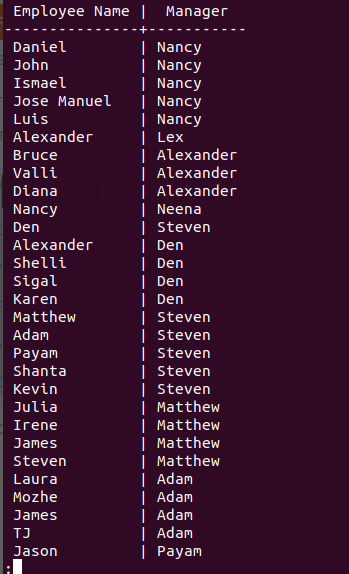 Employee Name |  Manager
---------------+-----------
Daniel        | Nancy
John          | Nancy
Ismael        | Nancy
Jose Manuel   | Nancy
Luis          | Nancy
Alexander     | Lex
Bruce         | Alexander
Valli         | Alexander
Diana         | Alexander
Nancy         | Neena
Den           | Steven
Alexander     | Den
Shelli        | Den
Sigal         | Den
Karen         | Den
Matthew       | Steven
Adam          | Steven
Payam         | Steven
Shanta        | Steven
Kevin         | Steven
Julia         | Matthew
Irene         | Matthew
James         | Matthew
Steven        | Matthew
Laura         | Adam
Mozhe         | Adam
James         | Adam
TJ            | Adam
Jason         | Payam
: